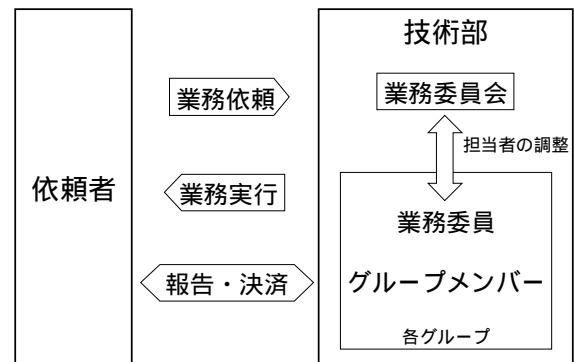 依頼者
業務依頼
業務実行
報告・決済
技術部
業務委員会
担当者の調整
業務委員
グループメンバー
各グループ